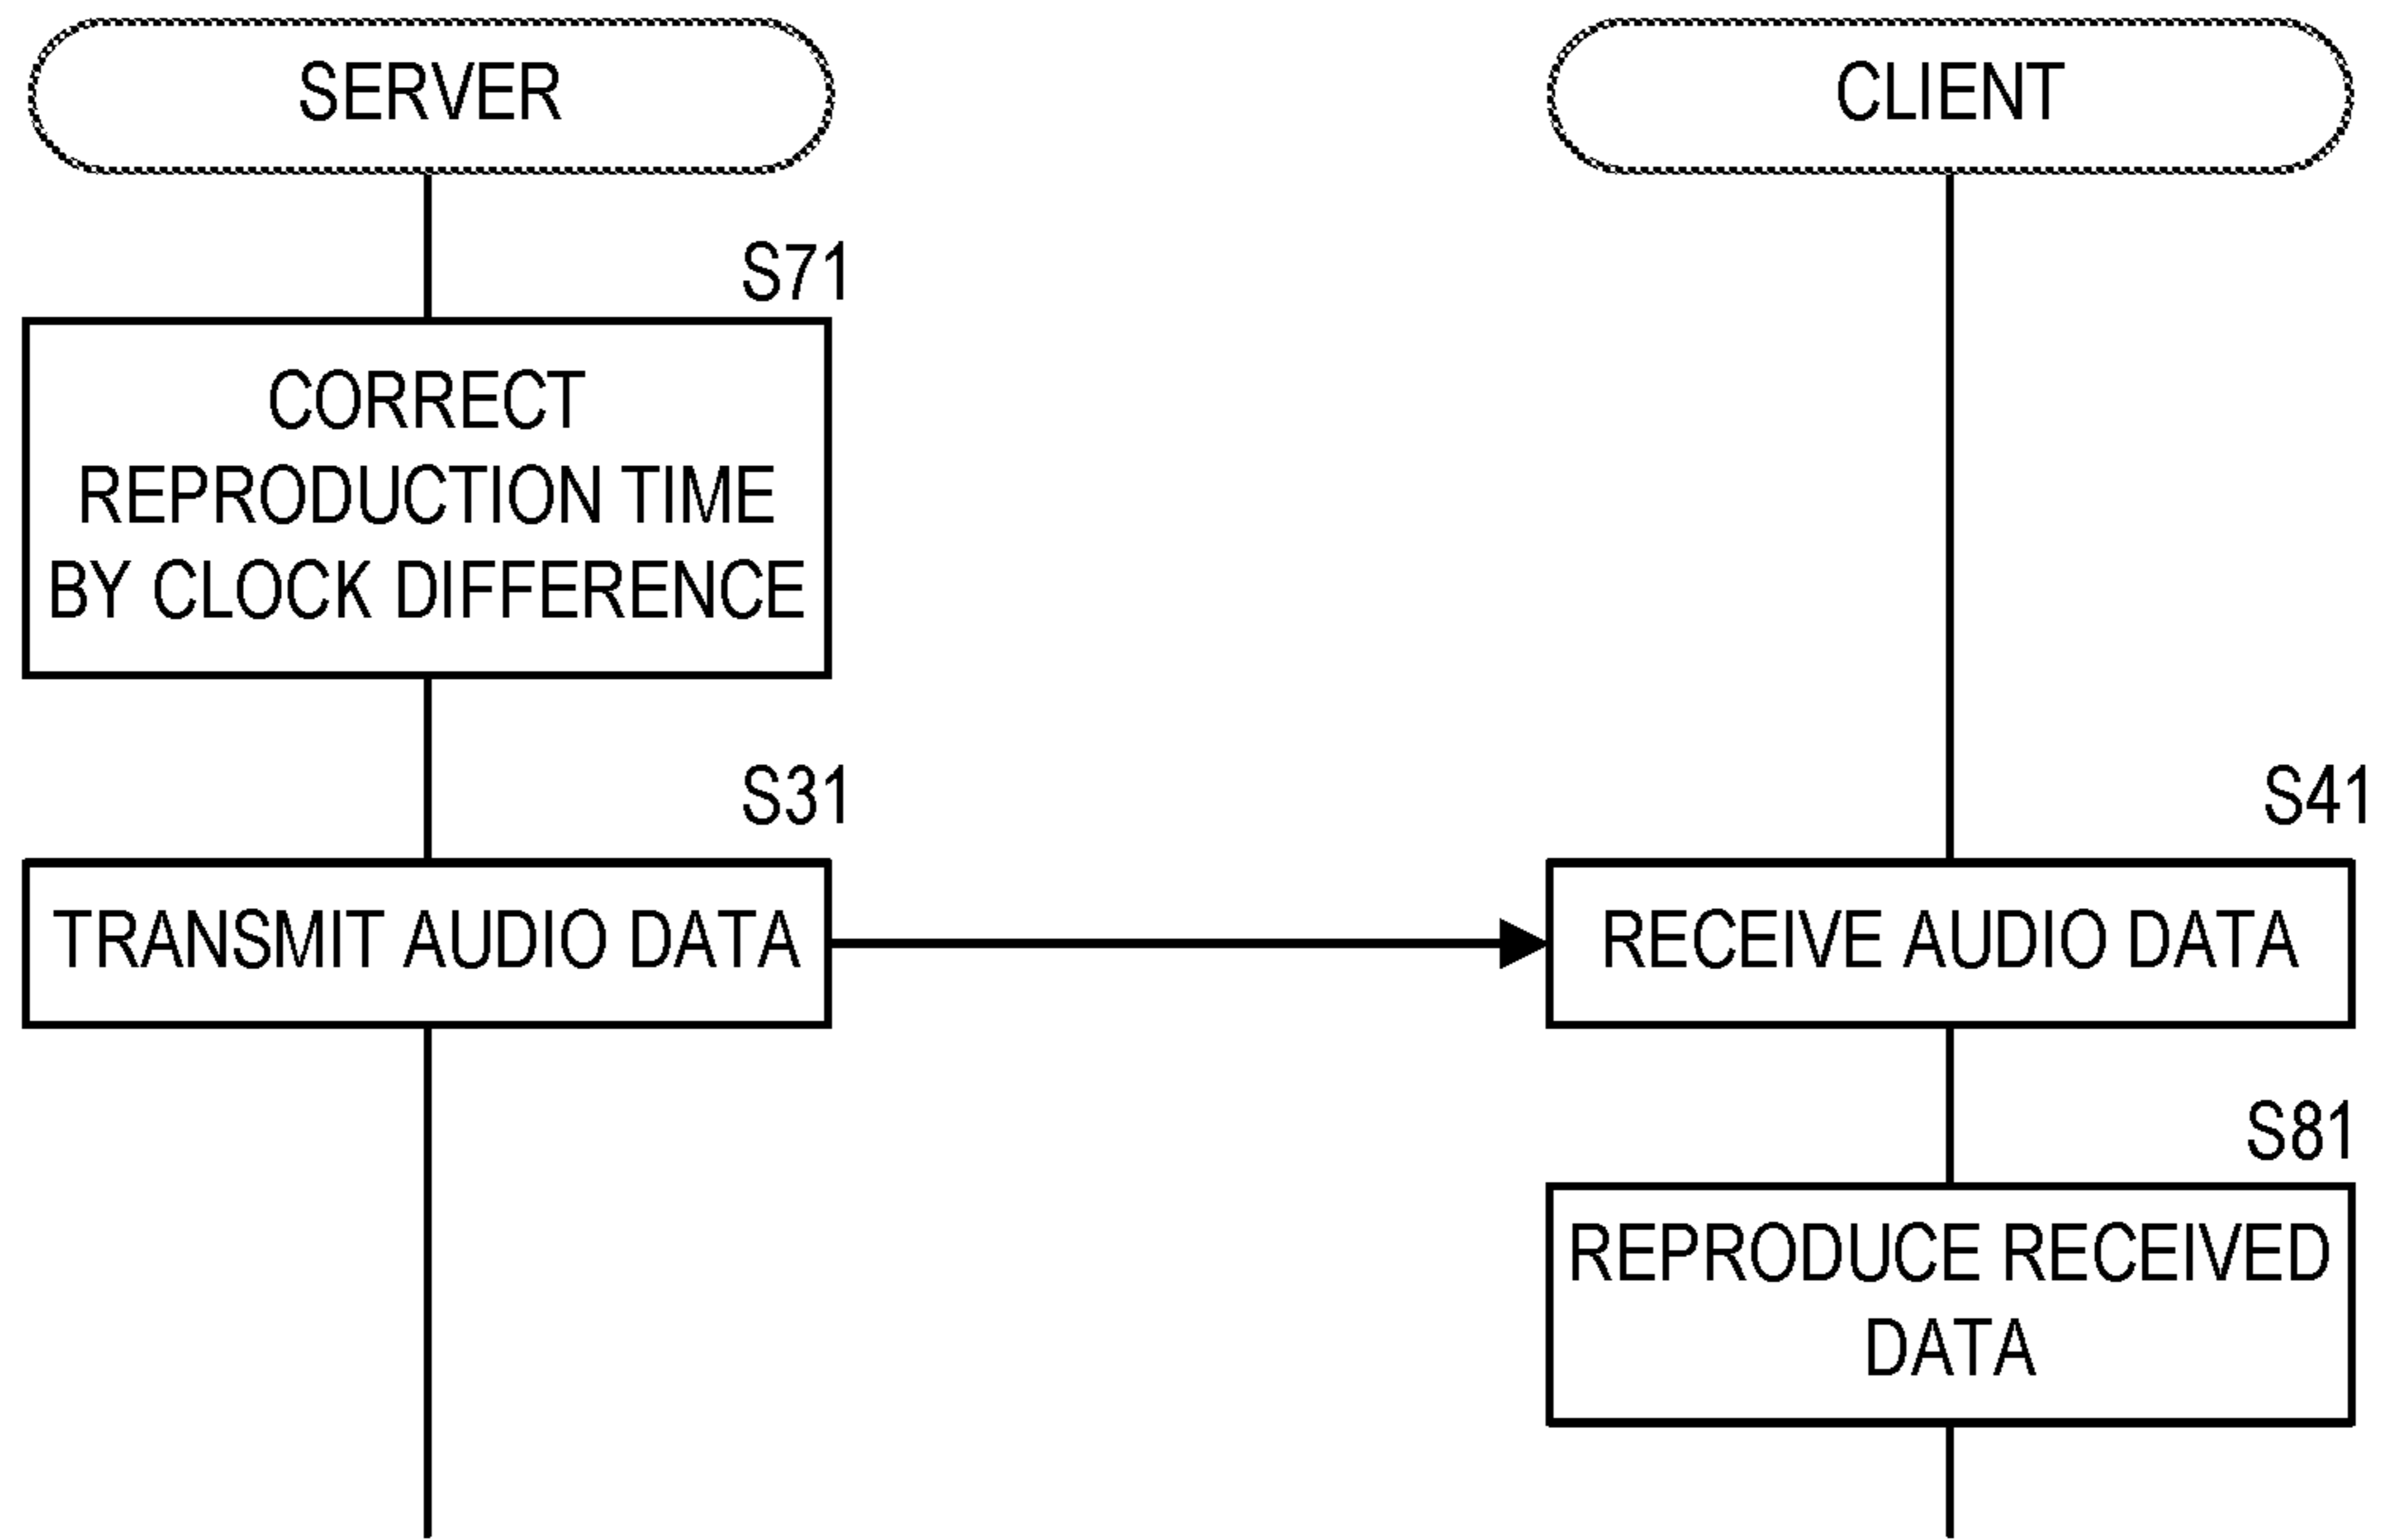 SERVER
CLIENT
S71
CORRECT
REPRODUCTION TIME
BY CLOCK DIFFERENCE
S31
S41
TRANSMIT AUDIO DATA
RECEIVE AUDIO DATA
S81
REPRODUCE RECEIVED
DATA